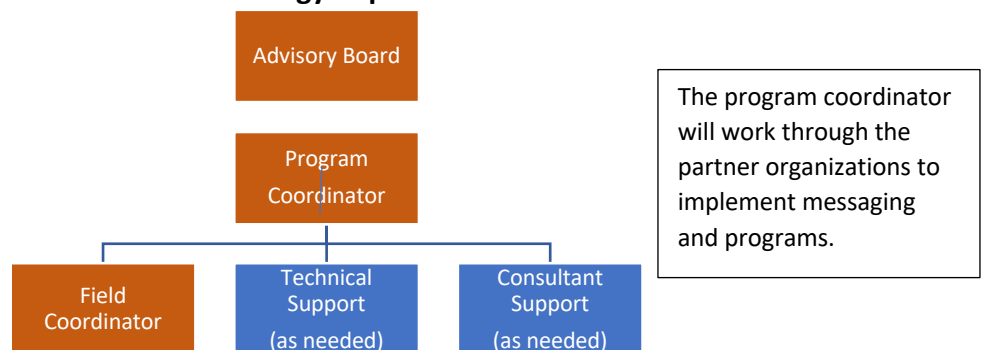 Advisory Board
Program
Coordinator
The program coordinator
will work through the
partner organizations to
implement messaging
and programs.
Field
Coordinator
Technical
Support
(as needed)
Consultant
Support
(as needed)